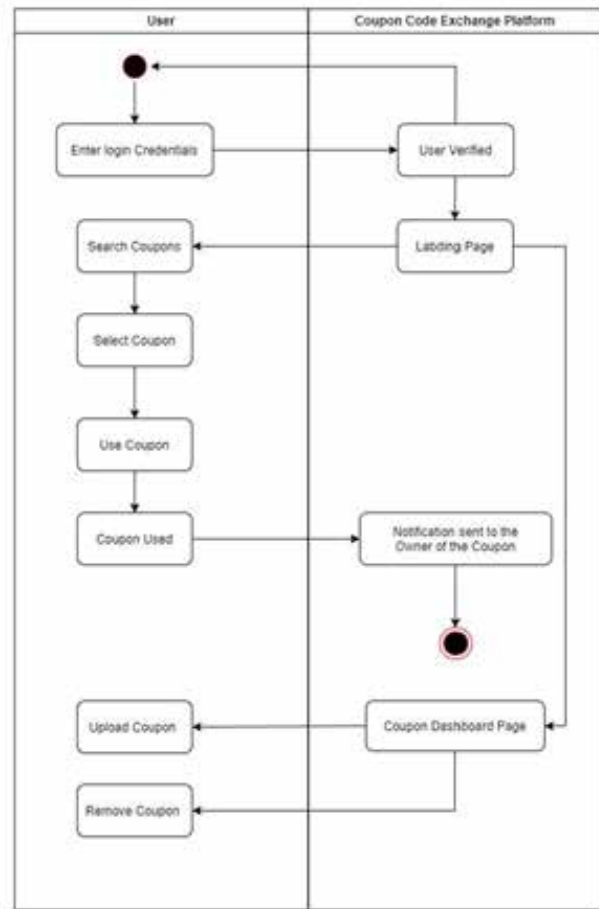 User
Coupon Code Exchange Platform
Enter login Credentials
User Verified
Search Coupons
Labding Page
Select Coupon
Use Coupon
Coupon Used
Notification sent to the
Owner of the Coupon
Upload Coupon
Coupon Dashboard Page
Remove Coupon